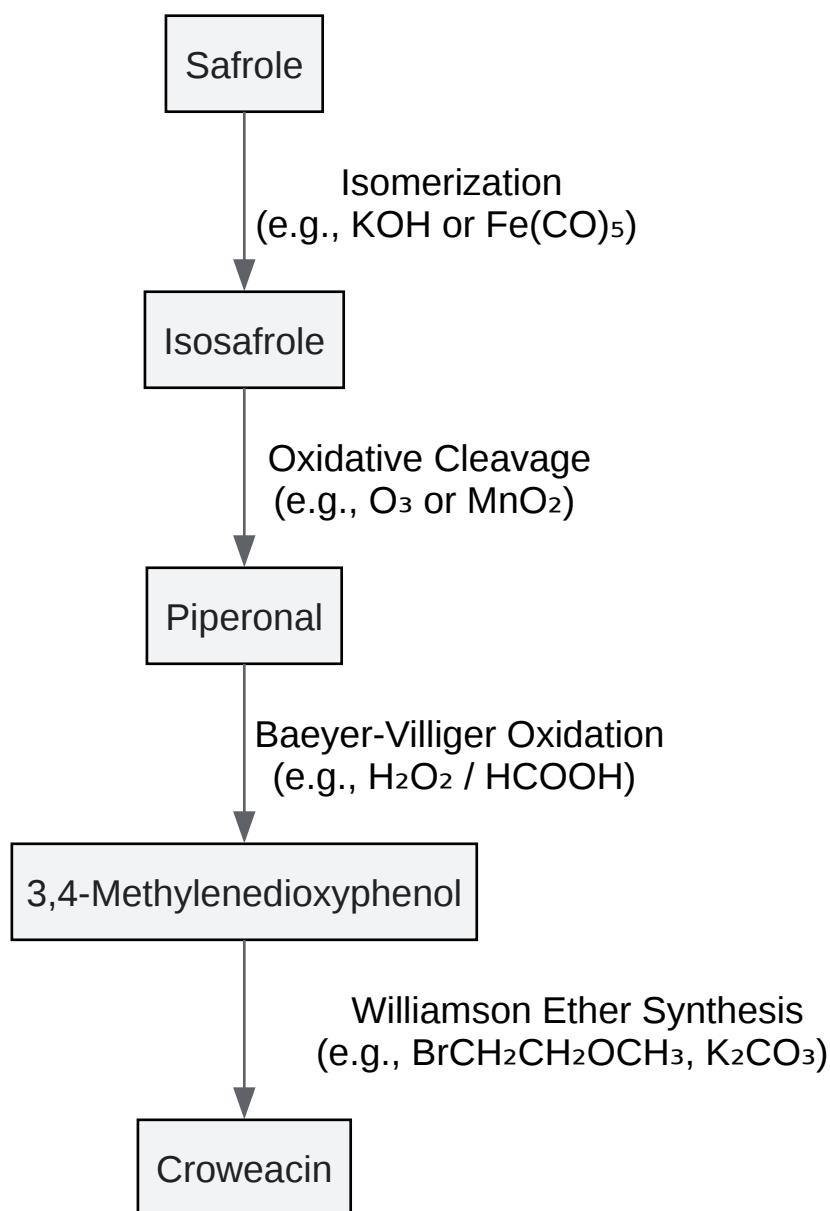 Safrole
Isomerization
(e.g., KOH or Fe(CO)₅)
Isosafrole
Oxidative Cleavage
(e.g., O₃ or MnO₂)
Piperonal
Baeyer-Villiger Oxidation
(e.g., H₂O₂ / HCOOH)
3,4-Methylenedioxyphenol
Williamson Ether Synthesis
(e.g., BrCH₂CH₂OCH₃, K₂CO₃)
Croweacin